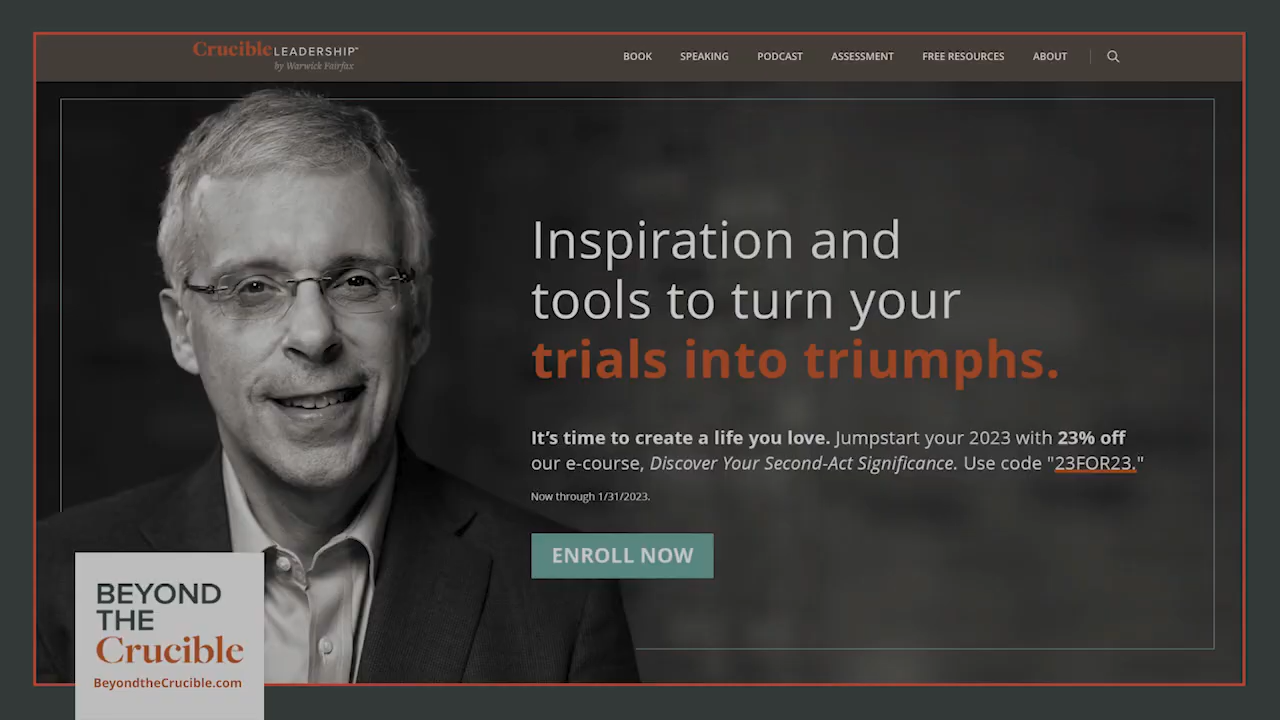 Crucible LEADERSHIP™
by Warwick Fairfax
BOOK SPEAKING PODCAST ASSESSMENT FREE RESOURCES ABOUT
Inspiration and
tools to turn your
trials into triumphs.
It's time to create a life you love. Jumpstart your 2023 with 23% off
our e-course, Discover Your Second-Act Significance. Use code "23FOR23."
Now through 1/31/2023.
ENROLL NOW
BEYOND
THE
Crucible
BeyondtheCrucible.com